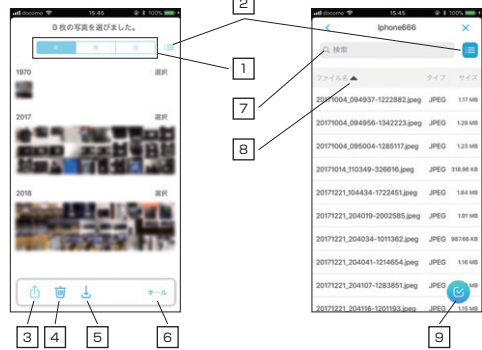 2
docomo 15:45 100%
0 枚の写真を選びました。
年 月 日
1970 選択
2017 選択
2018 選択
キール
1
3
4
5
6
docomo 15:45 100%
Iphone666
検索
7
8
ファイル名 タイプ サイズ
20171004_094937-1222882.jpeg JPEG 1.17 MB
20171004_094956-1342223.jpeg JPEG 1.28 MB
20171004_095004-1285117.jpeg JPEG 1.23 MB
20171014_110349-326616.jpeg JPEG 318.96 KB
20171221_104434-1722451.jpeg JPEG 1.64 MB
20171221_204019-2002585.jpeg JPEG 1.91 MB
20171221_204034-1011362.jpeg JPEG 987.66 KB
20171221_204041-1214654.jpeg JPEG 1.16 MB
20171221_204107-1283851.jpeg JPEG
20171221_204116-1201193.jpeg JPEG 1.15 MB
9